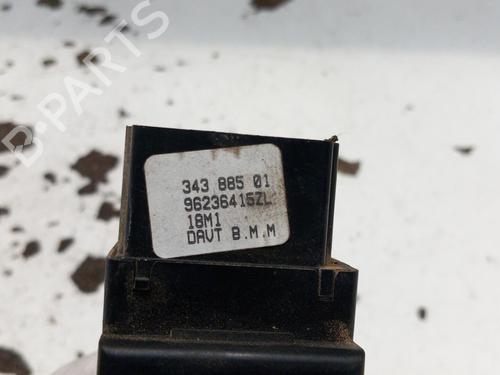 B-PARTS
343 885 01
96236415ZL
18M1
DAVT B.M.M